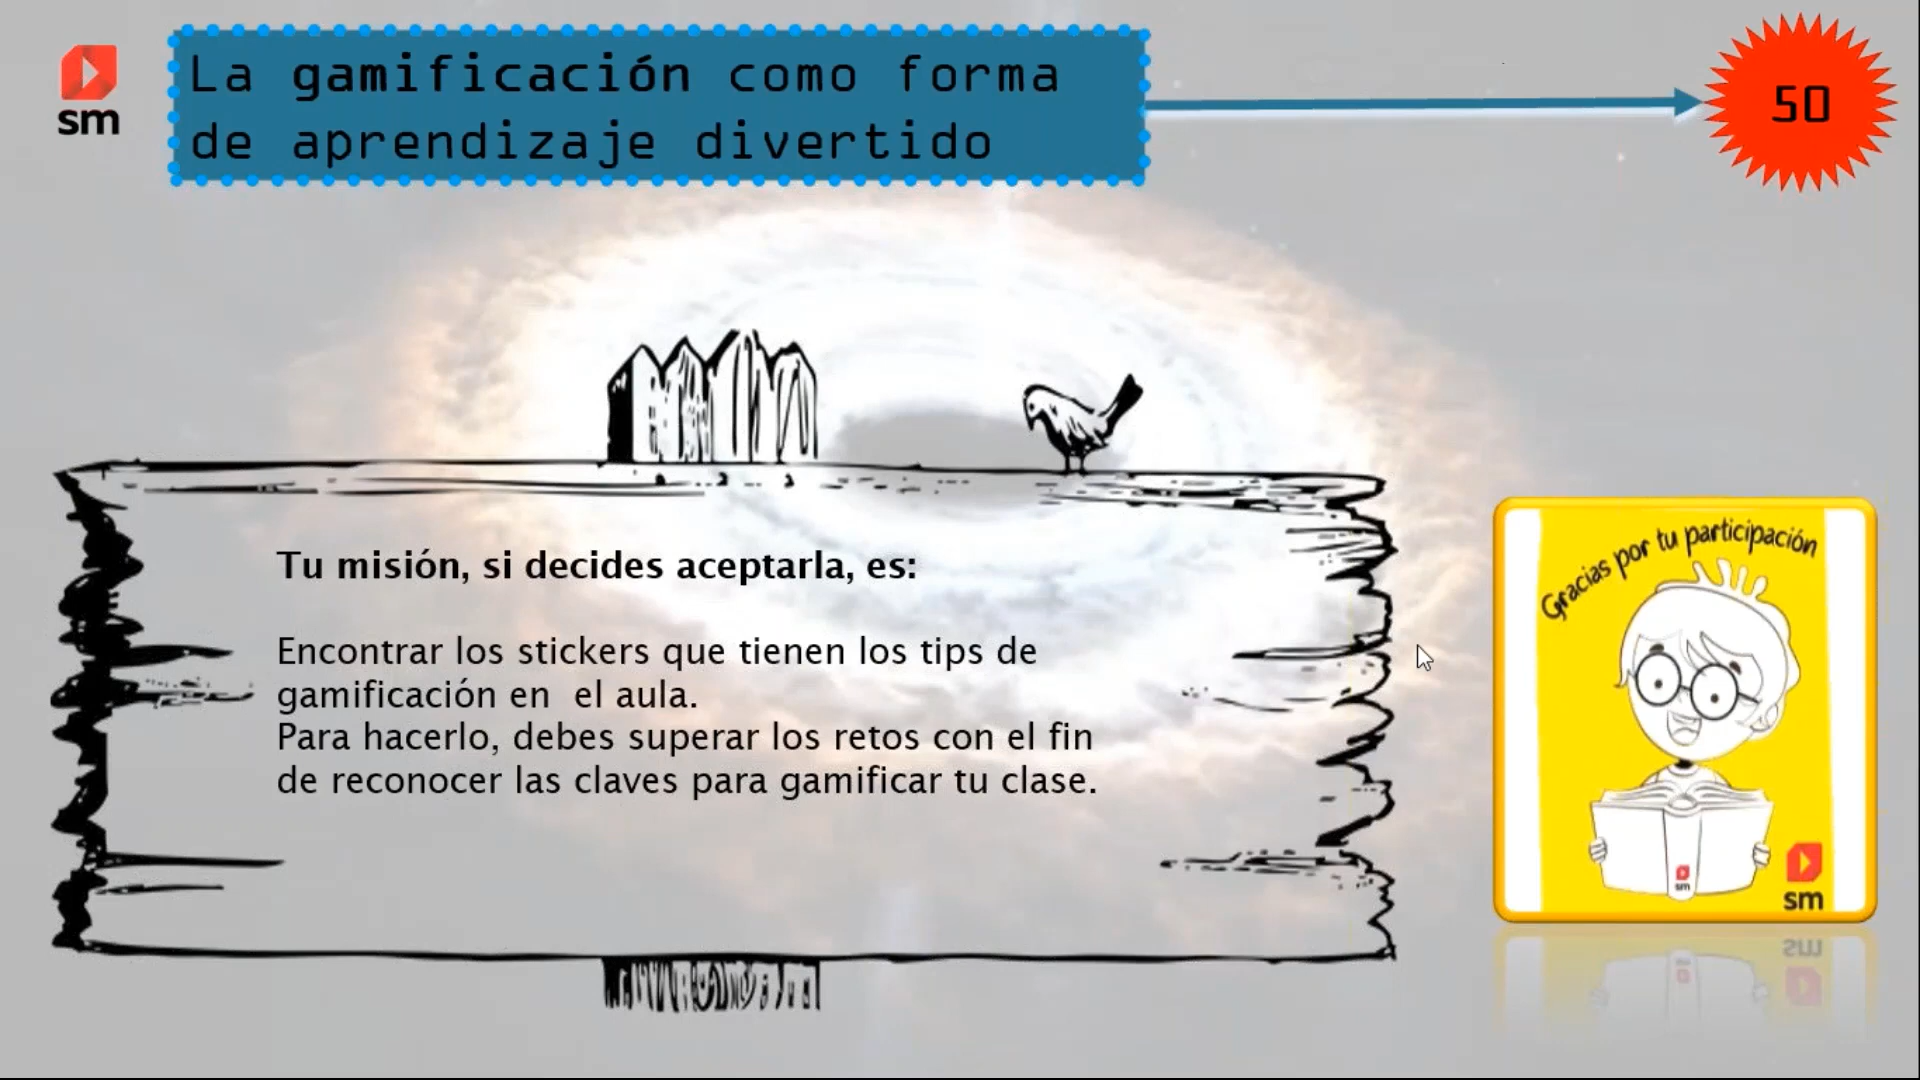 sm
La gamificación como forma
de aprendizaje divertido
50
Tu misión, si decides aceptarla, es:
Encontrar los stickers que tienen los tips de
gamificación en  el aula.
Para hacerlo, debes superar los retos con el fin
de reconocer las claves para gamificar tu clase.
Gracias por tu participación
sm
sm